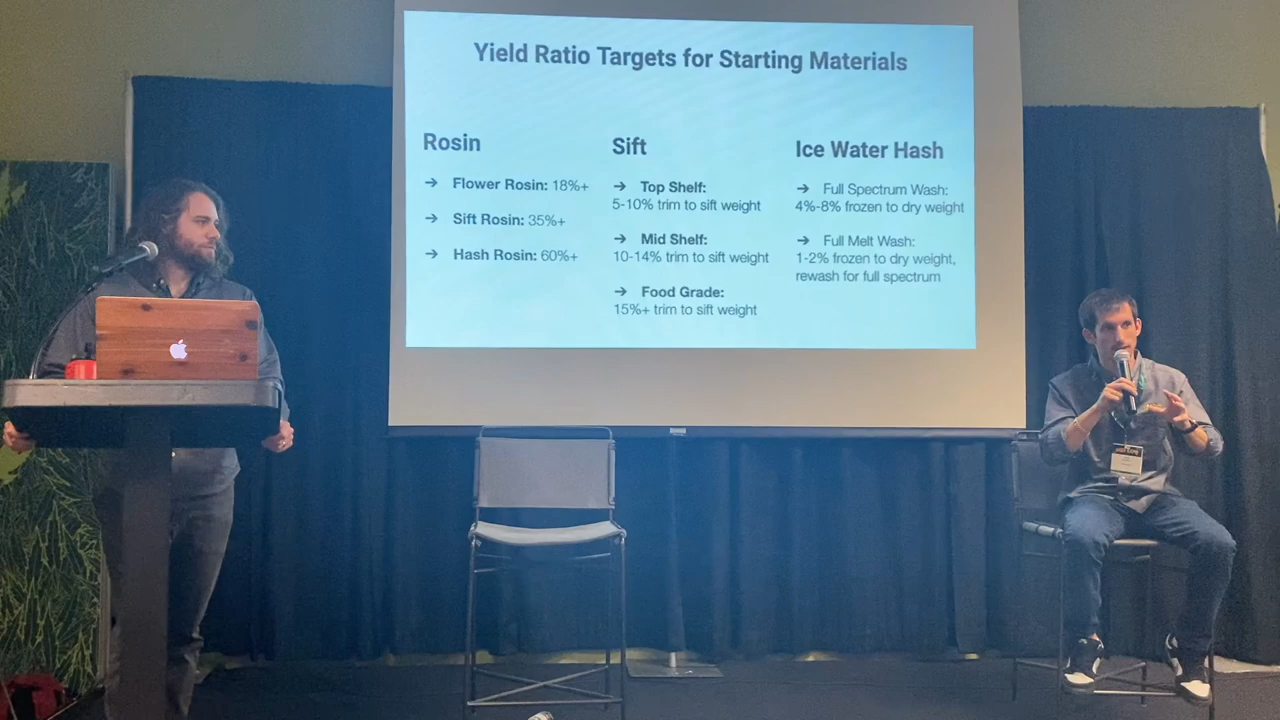 Yield Ratio Targets for Starting Materials
Rosin
→ Flower Rosin: 18%+
→ Sift Rosin: 35%+
→ Hash Rosin: 60%+
Sift
→ Top Shelf:
5-10% trim to sift weight
→ Mid Shelf:
10-14% trim to sift weight
→ Food Grade:
15%+ trim to sift weight
Ice Water Hash
→ Full Spectrum Wash:
4%-8% frozen to dry weight
→ Full Melt Wash:
1-2% frozen to dry weight,
rewash for full spectrum